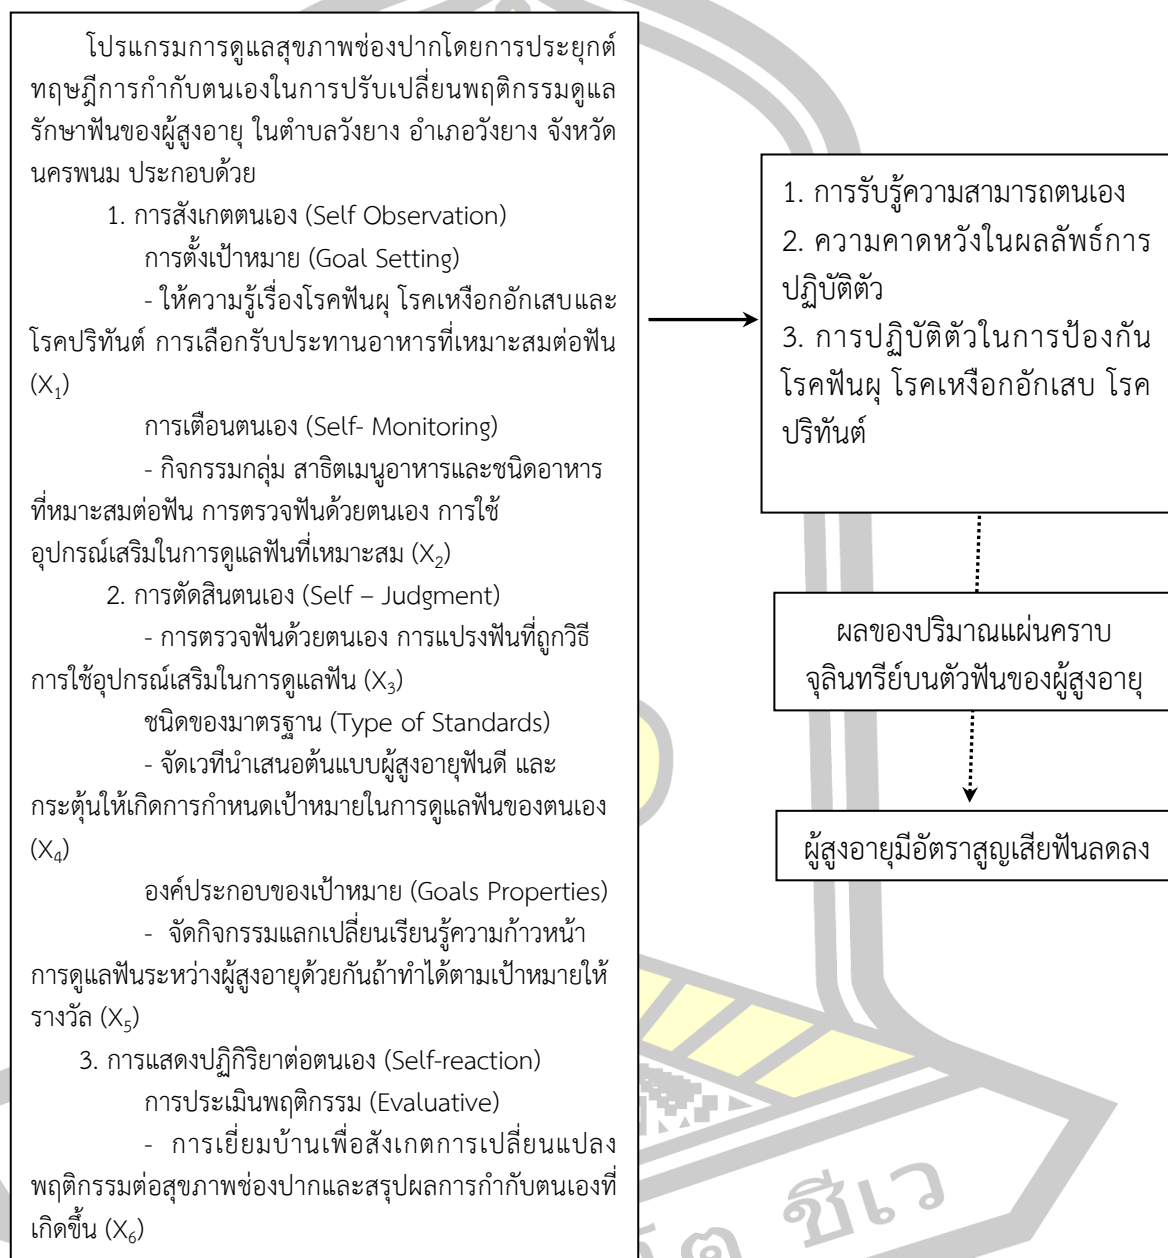 โปรแกรมการดูแลสุขภาพช่องปากโดยการประยุกต์
ทฤษฎีการกำกับตนเองในการปรับเปลี่ยนพฤติกรรมดูแล
รักษาฟันของผู้สูงอายุ ในตำบลวังยาง อำเภอวังยาง จังหวัด
นครพนม ประกอบด้วย
1. การสังเกตตนเอง (Self Observation)
การตั้งเป้าหมาย (Goal Setting)
- ให้ความรู้เรื่องโรคฟันผุ โรคเหงือกอักเสบและ
โรคปริทันต์ การเลือกรับประทานอาหารที่เหมาะสมต่อฟัน
(X₁)
การเตือนตนเอง (Self- Monitoring)
- กิจกรรมกลุ่ม สาธิตเมนูอาหารและชนิดอาหาร
ที่หมาะสมต่อฟัน การตรวจฟันด้วยตนเอง การใช้
อุปกรณ์เสริมในการดูแลฟันที่เหมาะสม (X₂)
2. การตัดสินตนเอง (Self – Judgment)
- การตรวจฟันด้วยตนเอง การแปรงฟันที่ถูกวิธี
การใช้อุปกรณ์เสริมในการดูแลฟัน (X₃)
ชนิดของมาตรฐาน (Type of Standards)
- จัดเวทีนำเสนอต้นแบบผู้สูงอายุฟันดี และ
กระตุ้นให้เกิดการกำหนดเป้าหมายในการดูแลฟันของตนเอง
(X₄)
องค์ประกอบของเป้าหมาย (Goals Properties)
- จัดกิจกรรมแลกเปลี่ยนเรียนรู้ความก้าวหน้า
การดูแลฟันระหว่างผู้สูงอายุด้วยกันถ้าทำได้ตามเป้าหมายให้
รางวัล (X₅)
3. การแสดงปฏิกิริยาต่อตนเอง (Self-reaction)
การประเมินพฤติกรรม (Evaluative)
- การเยี่ยมบ้านเพื่อสังเกตการเปลี่ยนแปลง
พฤติกรรมต่อสุขภาพช่องปากและสรุปผลการกำกับตนเองที่
เกิดขึ้น (X₆)
1. การรับรู้ความสามารถตนเอง
2. ความคาดหวังในผลลัพธ์การ
ปฏิบัติตัว
3. การปฏิบัติตัวในการป้องกัน
โรคฟันผุ โรคเหงือกอักเสบ โรค
ปริทันต์
ผลของปริมาณแผ่นคราบ
จุลินทรีย์บนตัวฟันของผู้สูงอายุ
ผู้สูงอายุมีอัตราสูญเสียฟันลดลง
ชีเว